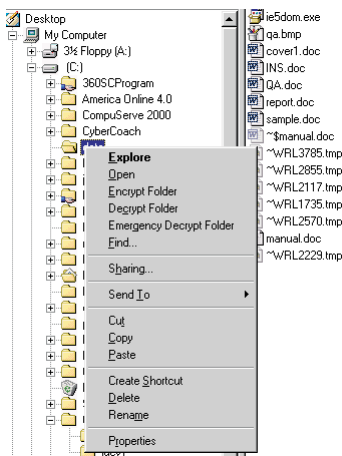 Desktop
My Computer
3½ Floppy (A:)
(C:)
360SCProgram
America Online 4.0
CompuServe 2000
CyberCoach
Explore
Open
Encrypt Folder
Decrypt Folder
Emergency Decrypt Folder
Find...
Sharing...
Send To
Cut
Copy
Paste
Create Shortcut
Delete
Rename
Properties
ie5dom.exe
qa.bmp
cover1.doc
INS.doc
QA.doc
report.doc
sample.doc
~$manual.doc
~WRL3785.tmp
~WRL2855.tmp
~WRL2117.tmp
~WRL1735.tmp
~WRL2570.tmp
manual.doc
~WRL2229.tmp